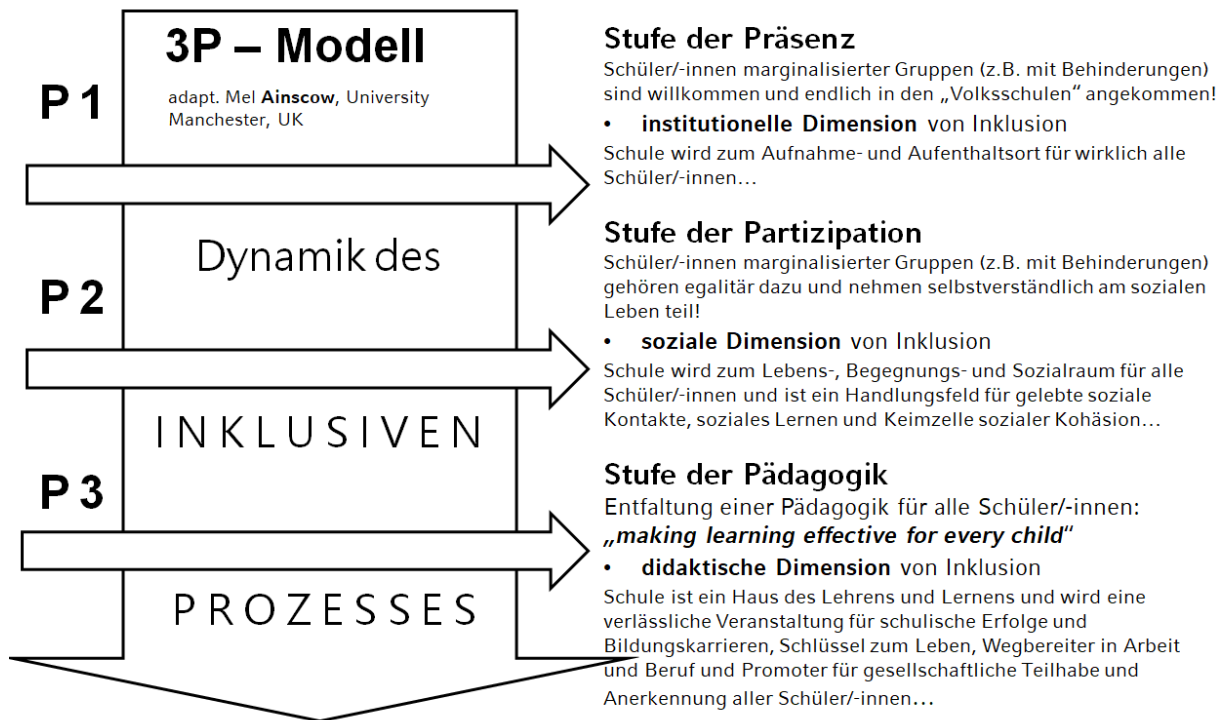 3P – Modell
adapt. Mel Ainscow, University
Manchester, UK
P 1
Stufe der Präsenz
Schüler/-innen marginalisierter Gruppen (z.B. mit Behinderungen)
sind willkommen und endlich in den „Volksschulen“ angekommen!
• institutionelle Dimension von Inklusion
Schule wird zum Aufnahme- und Aufenthaltsort für wirklich alle
Schüler/-innen…
Dynamik des
P 2
Stufe der Partizipation
Schüler/-innen marginalisierter Gruppen (z.B. mit Behinderungen)
gehören egalitär dazu und nehmen selbstverständlich am sozialen
Leben teil!
• soziale Dimension von Inklusion
Schule wird zum Lebens-, Begegnungs- und Sozialraum für alle
Schüler/-innen und ist ein Handlungsfeld für gelebte soziale
Kontakte, soziales Lernen und Keimzelle sozialer Kohäsion…
INKLUSIVEN
P 3
Stufe der Pädagogik
Entfaltung einer Pädagogik für alle Schüler/-innen:
„making learning effective for every child“
• didaktische Dimension von Inklusion
Schule ist ein Haus des Lehrens und Lernens und wird eine
verlässliche Veranstaltung für schulische Erfolge und
Bildungskarrieren, Schlüssel zum Leben, Wegbereiter in Arbeit
und Beruf und Promoter für gesellschaftliche Teilhabe und
Anerkennung aller Schüler/-innen…
PROZESSES